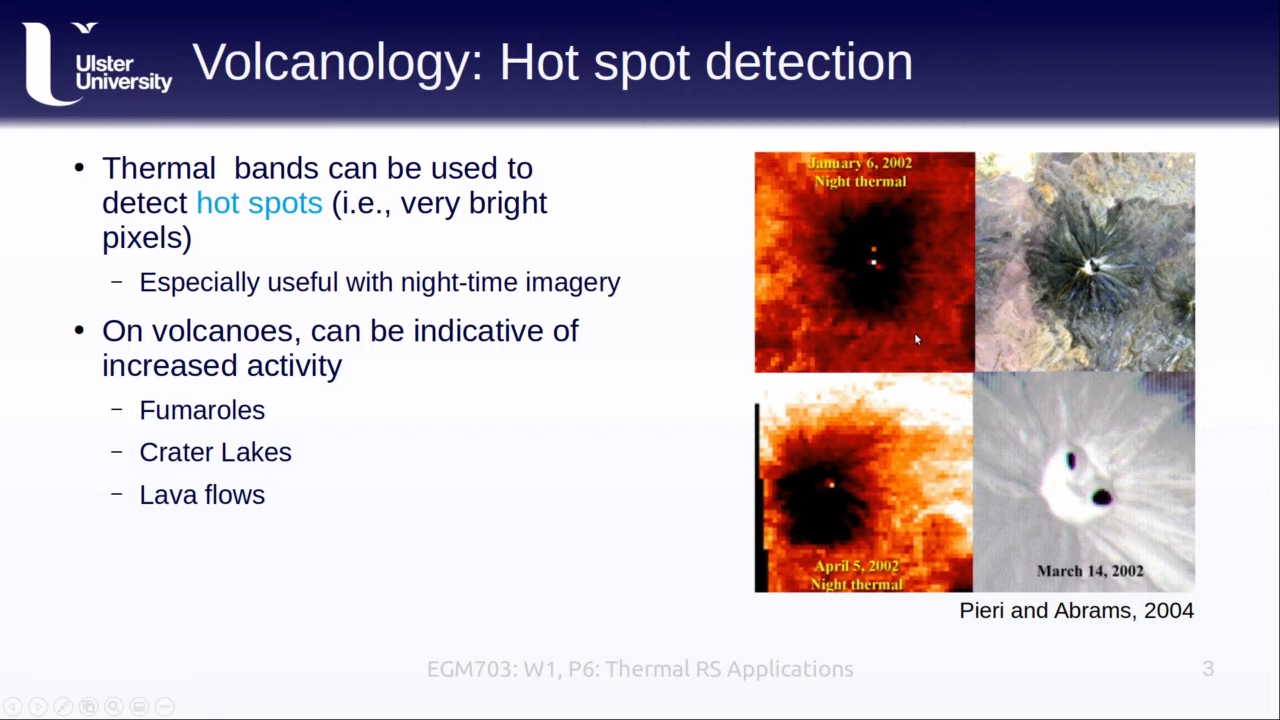 Ulster
University
Volcanology: Hot spot detection
• Thermal  bands can be used to
detect hot spots (i.e., very bright
pixels)
– Especially useful with night-time imagery
• On volcanoes, can be indicative of
increased activity
– Fumaroles
– Crater Lakes
– Lava flows
January 6, 2002
Night thermal
April 5, 2002
Night thermal
March 14, 2002
Pieri and Abrams, 2004
EGM703: W1, P6: Thermal RS Applications
3